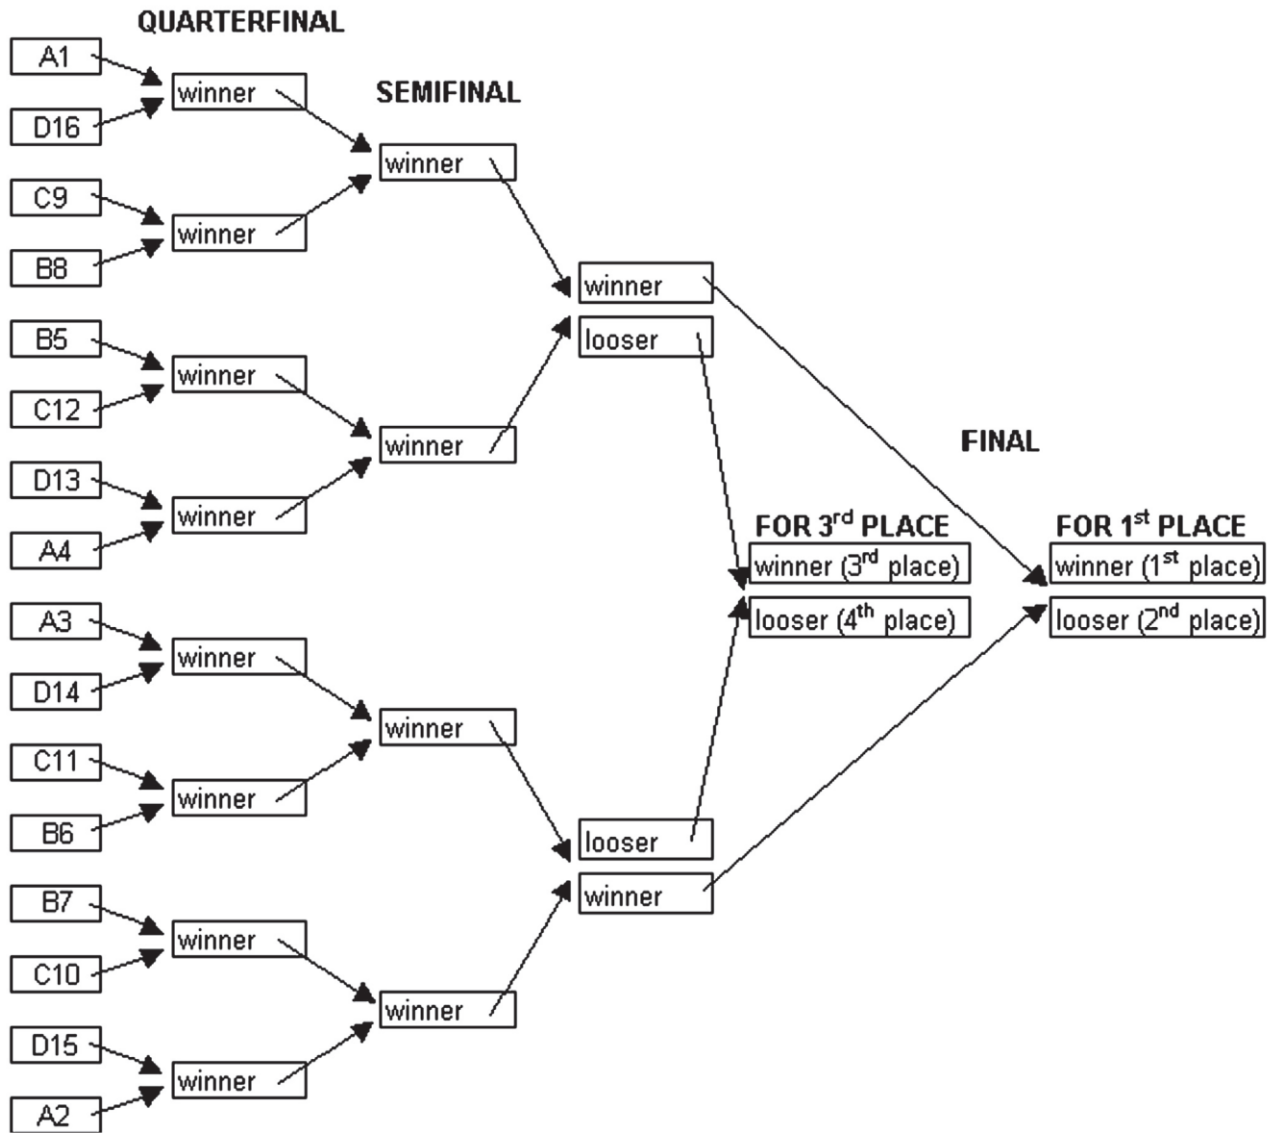 QUARTERFINAL
A1
winner
SEMIFINAL
D16
winner
C9
winner
B8
winner
looser
B5
winner
C12
winner
FINAL
D13
winner
A4
FOR 3rd PLACE
FOR 1st PLACE
winner (3rd place)
winner (1st place)
looser (4th place)
looser (2nd place)
A3
winner
D14
winner
C11
winner
B6
looser
winner
B7
winner
C10
winner
D15
winner
A2